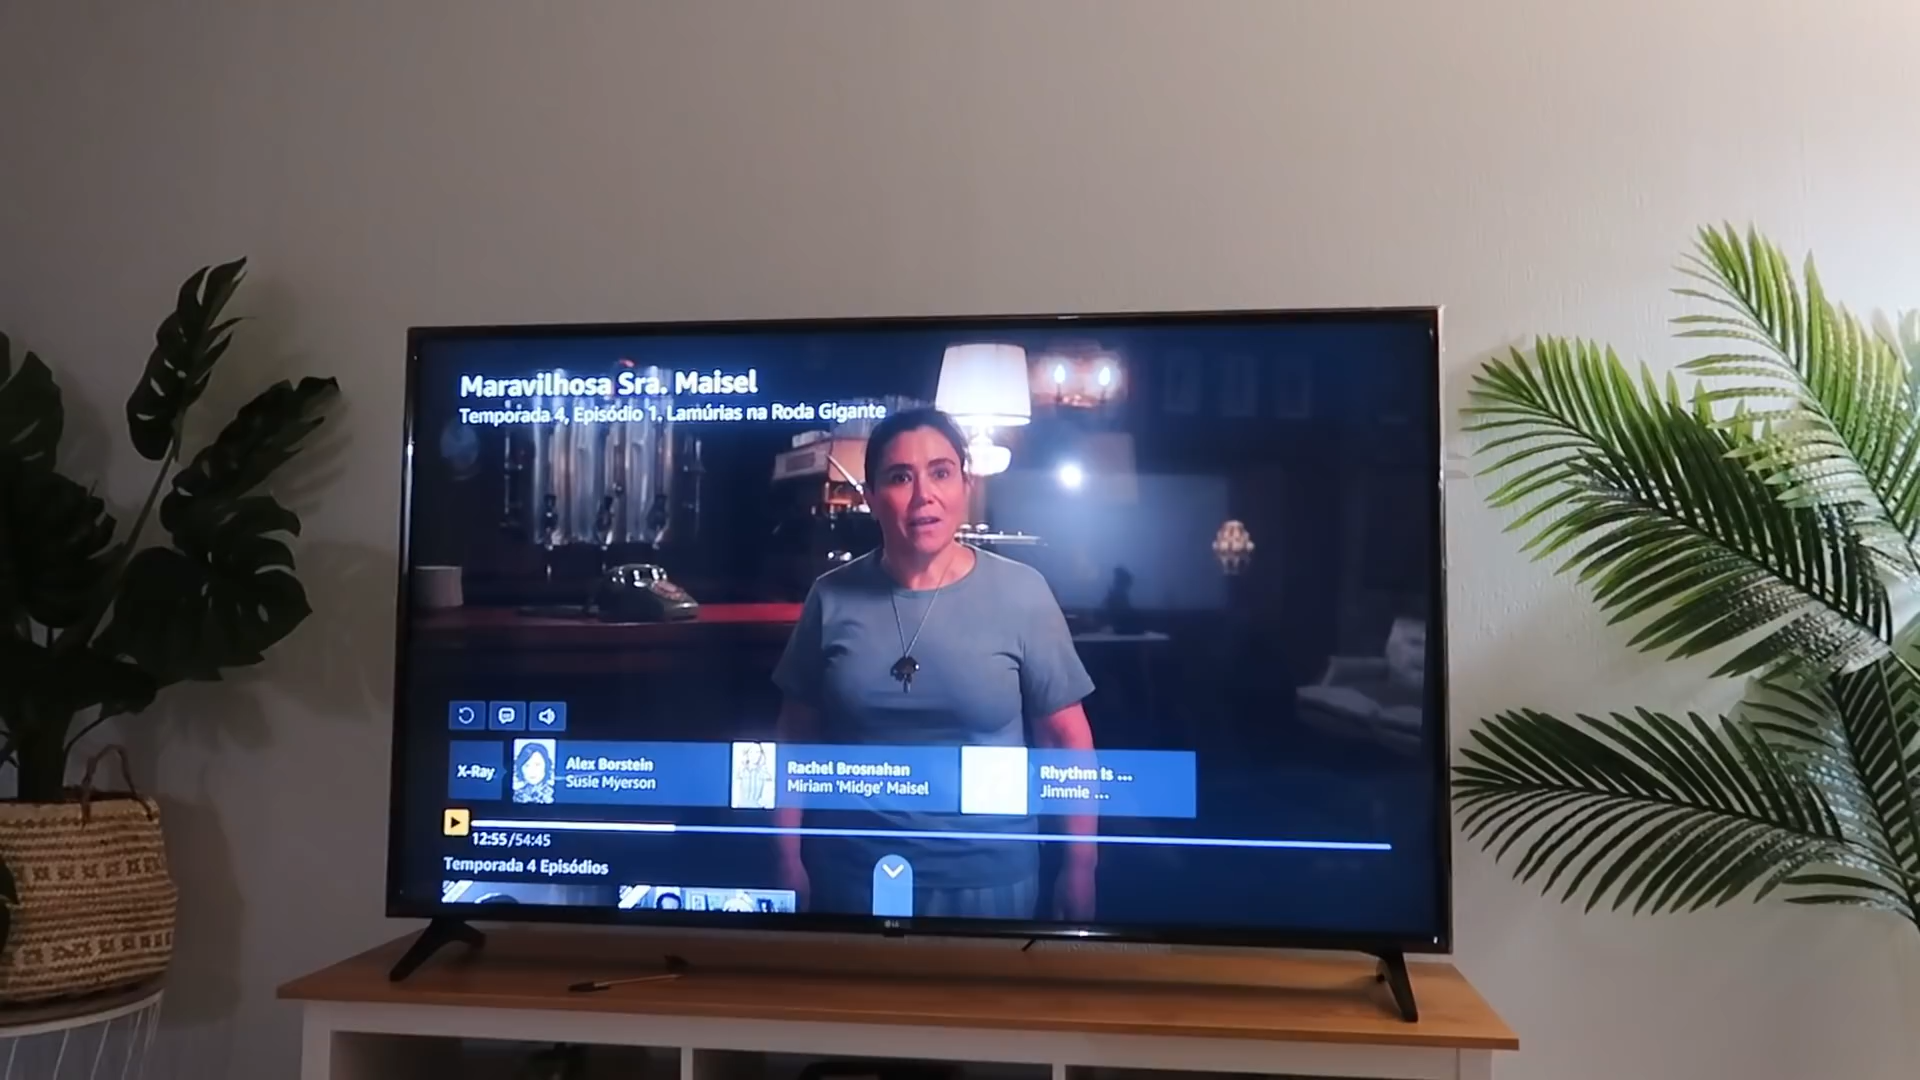 Maravilhosa Sra. Maisel
Temporada 4, Episódio 1. Lamúrias na Roda Gigante
X-Ray
Alex Borstein
Susie Myerson
Rachel Brosnahan
Miriam 'Midge' Maisel
Rhythm Is ...
Jimmie ...
12:55/54:45
Temporada 4 Episódios
LG